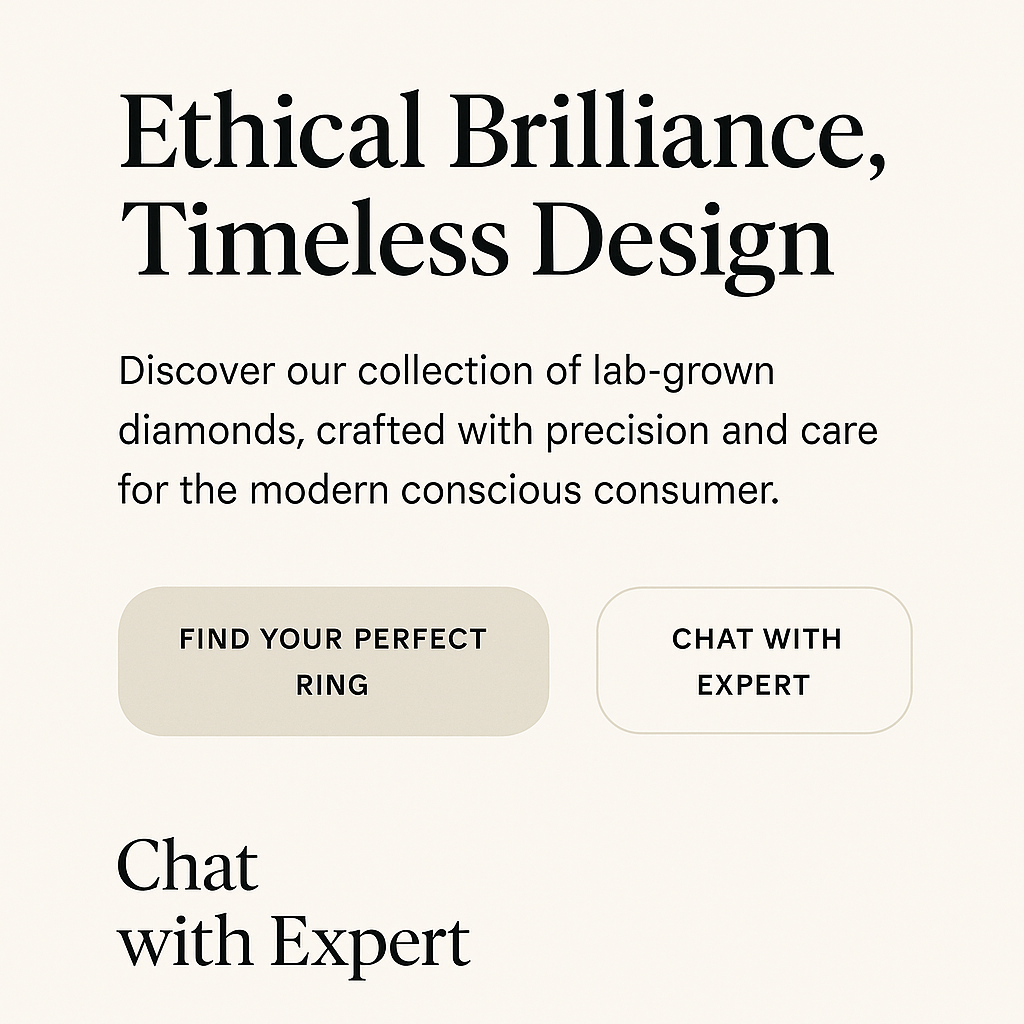 Ethical Brilliance,
Timeless Design
Discover our collection of lab-grown
diamonds, crafted with precision and care
for the modern conscious consumer.
FIND YOUR PERFECT
RING
CHAT WITH
EXPERT
Chat
with Expert